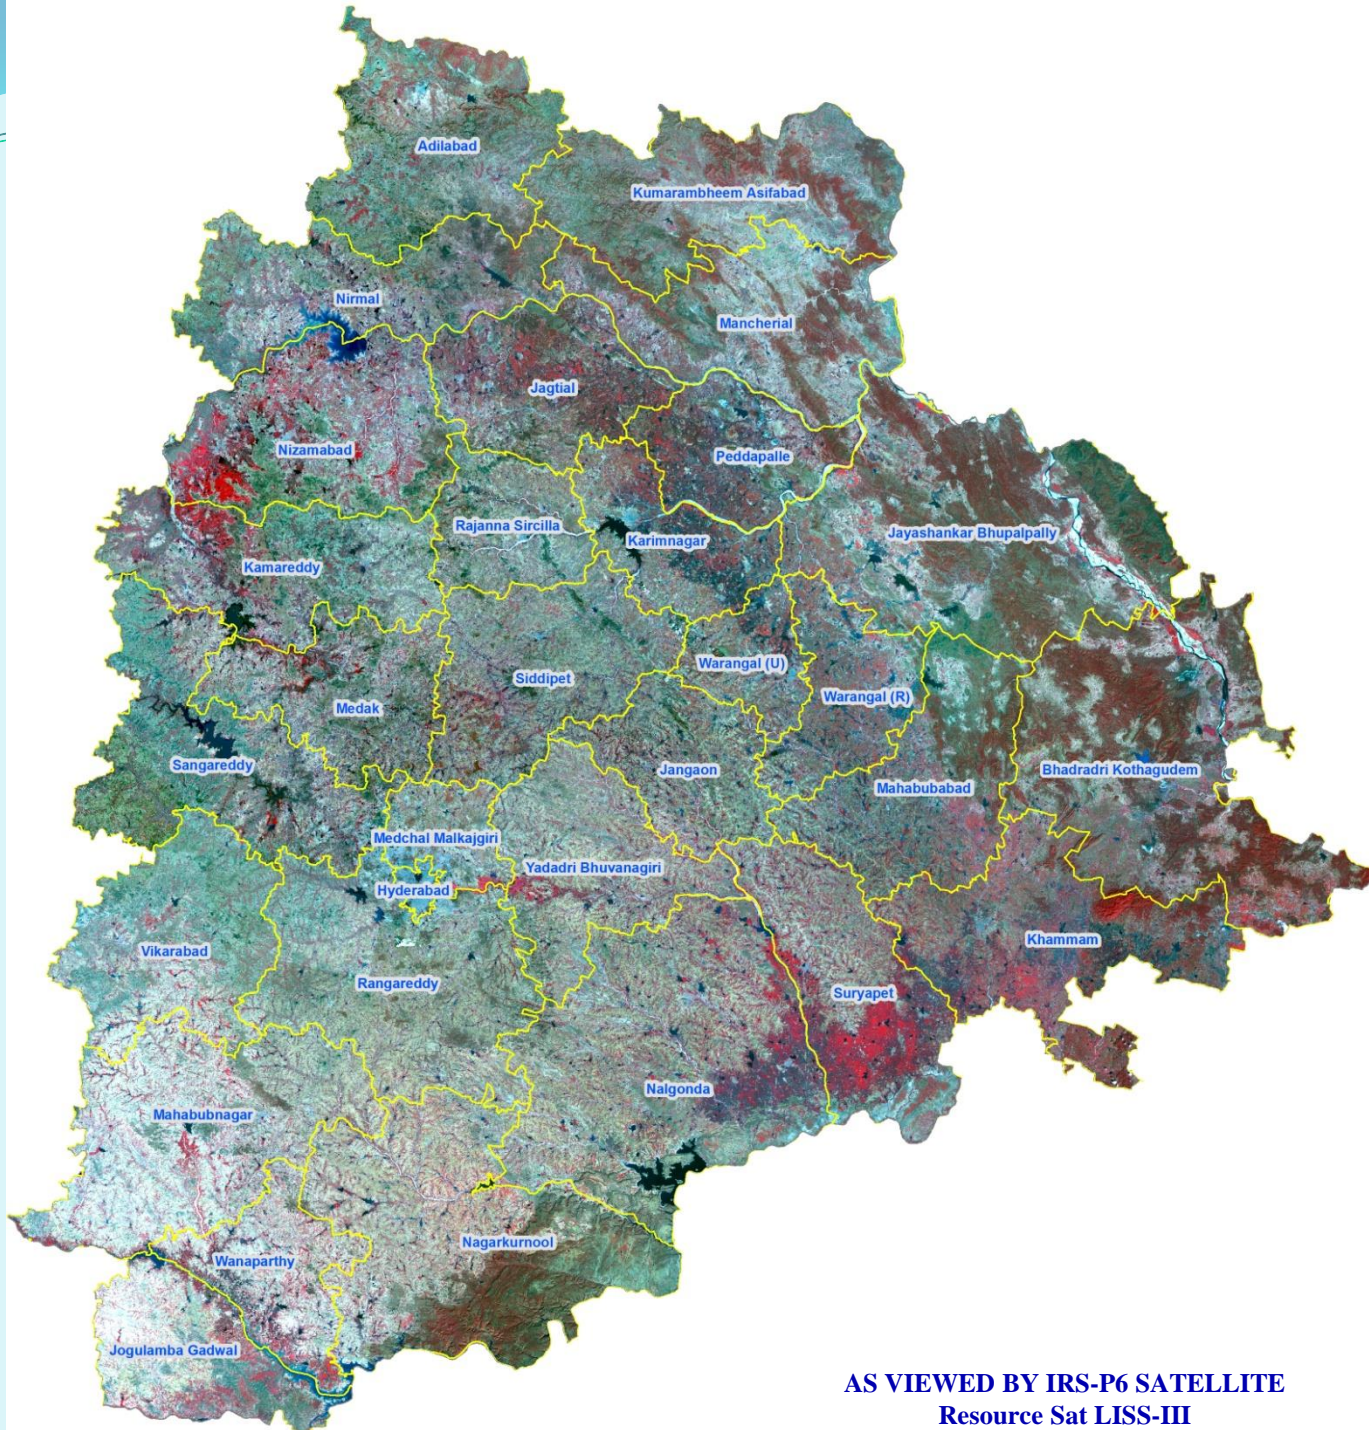 Adilabad
Kumarambheem Asifabad
Nirmal
Mancherial
Jagtial
Nizamabad
Peddapalle
Rajanna Sircilla
Karimnagar
Jayashankar Bhupalpally
Kamareddy
Warangal (U)
Siddipet
Warangal (R)
Medak
Sangareddy
Jangaon
Bhadradri Kothagudem
Mahabubabad
Medchal Malkajgiri
Yadadri Bhuvanagiri
Hyderabad
Khammam
Vikarabad
Rangareddy
Suryapet
Nalgonda
Mahabubnagar
Nagarkurnool
Wanaparthy
Jogulamba Gadwal
AS VIEWED BY IRS-P6 SATELLITE
Resource Sat LISS-III